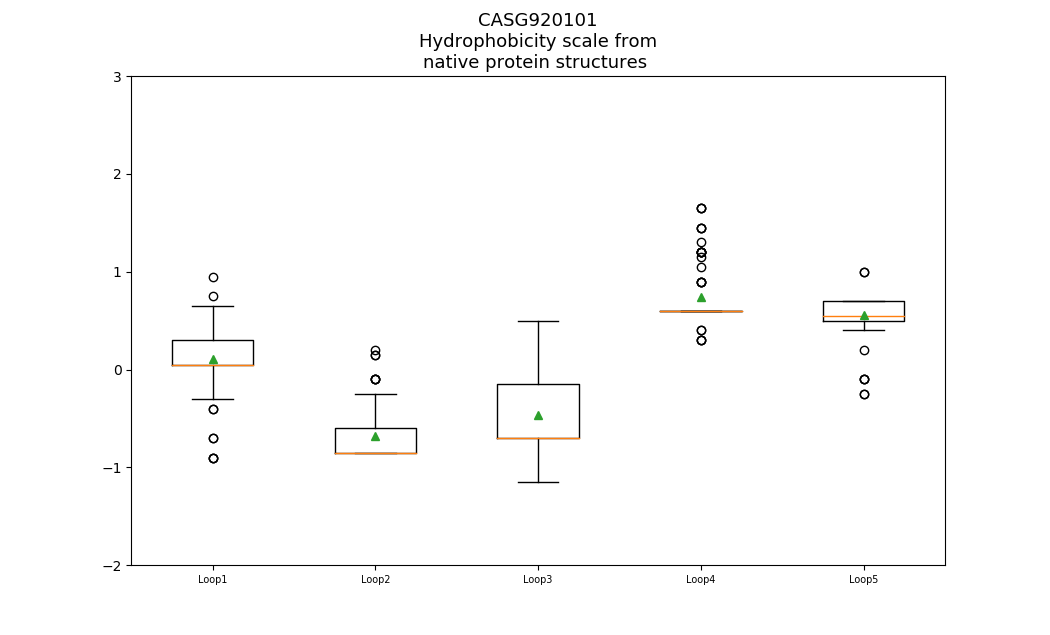 CASG920101
Hydrophobicity scale from
native protein structures
3
2
1
0
−1
−2
Loop1
Loop2
Loop3
Loop4
Loop5